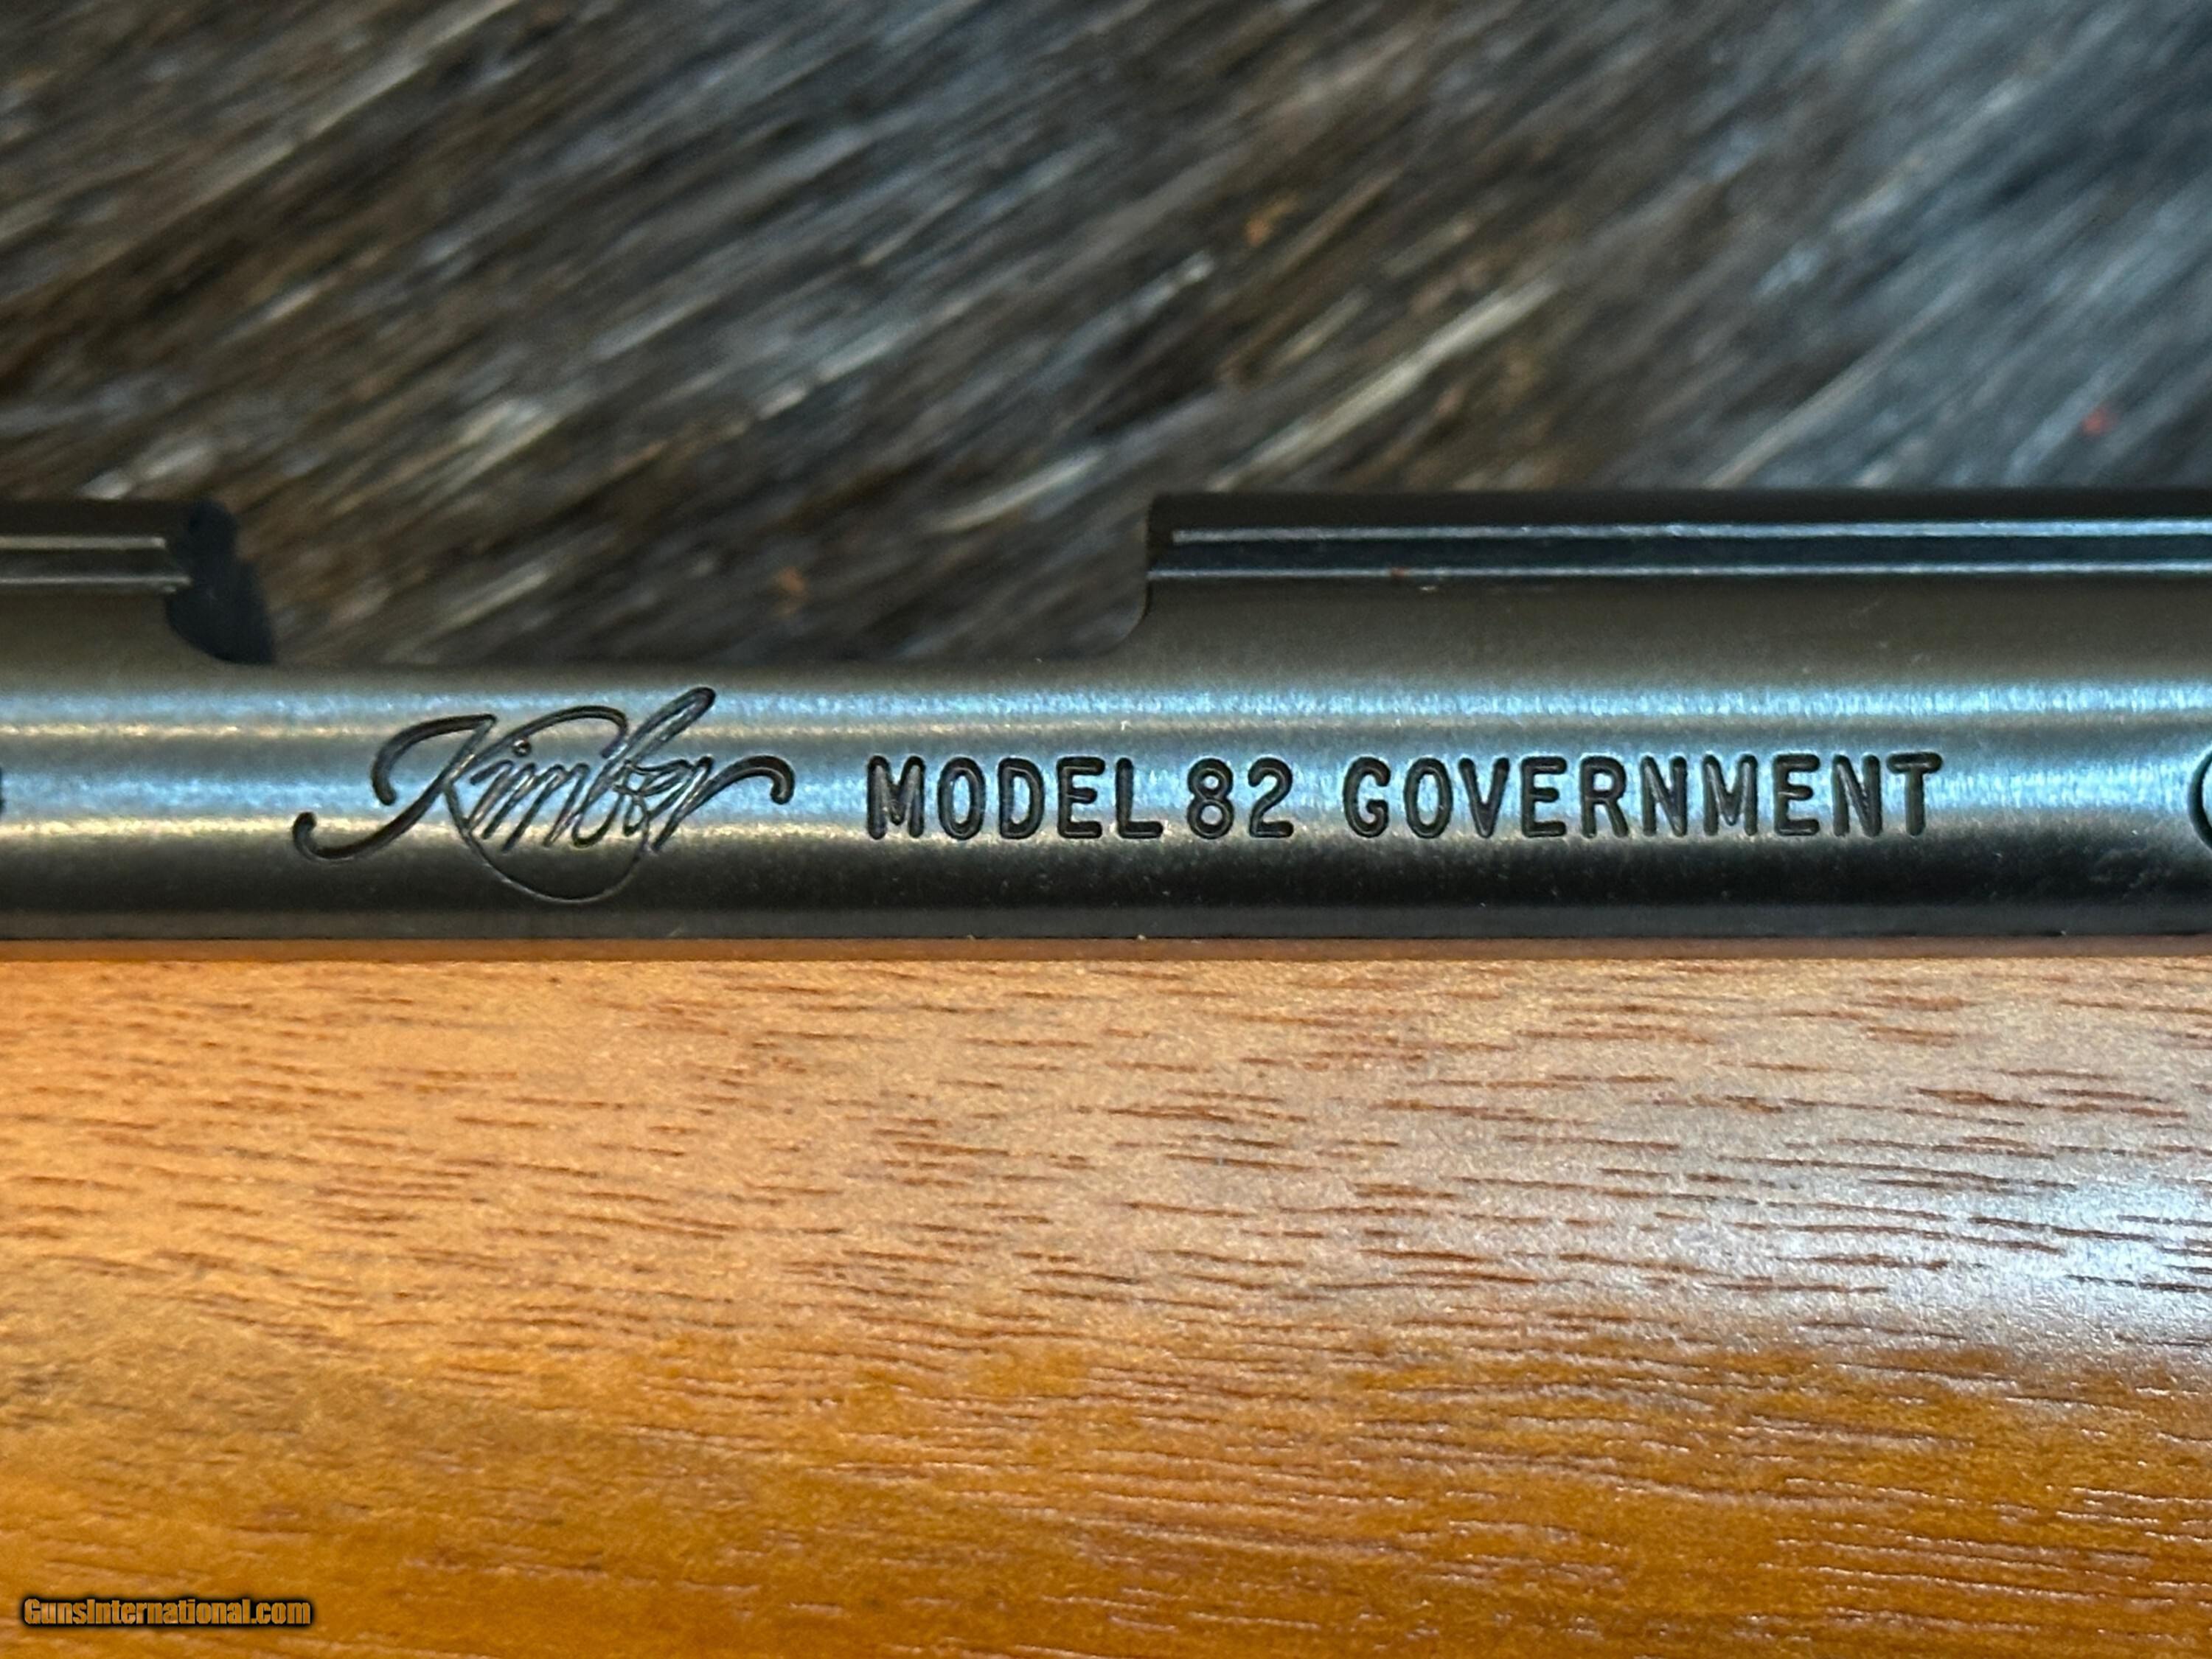 Kimber MODEL 82 GOVERNMENT
GunsInternational.com